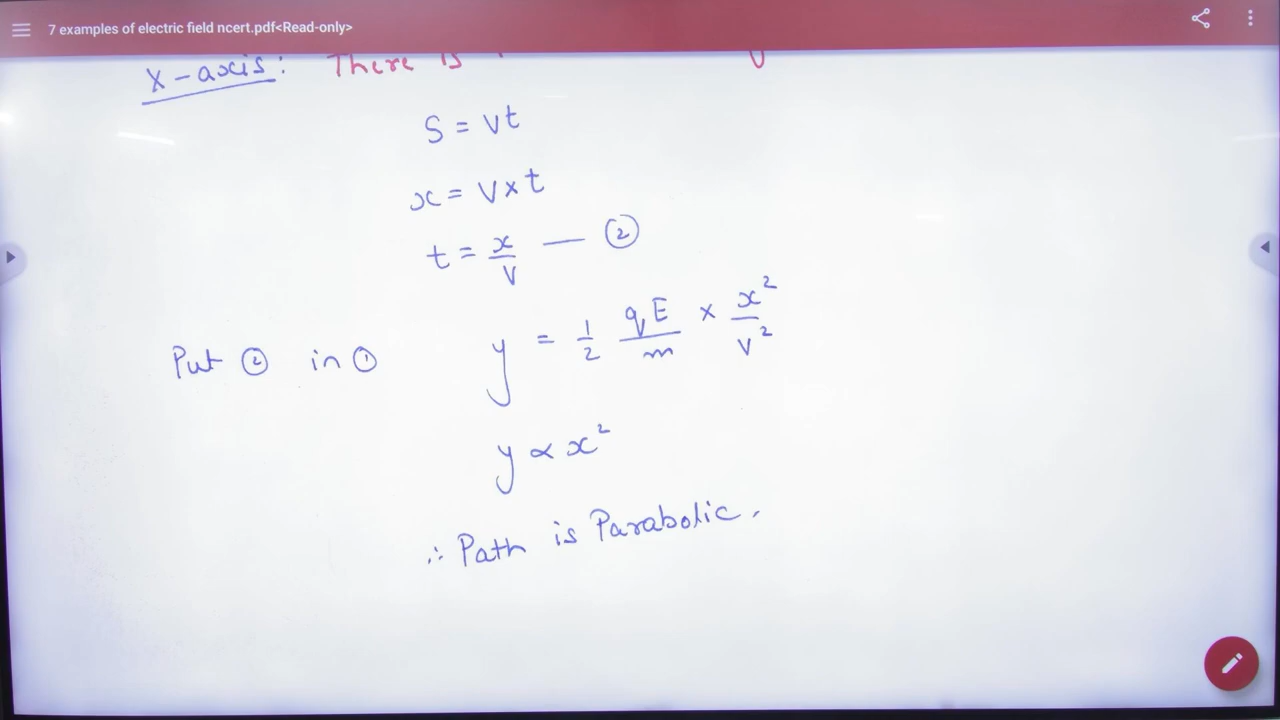 7 examples of electric field ncert.pdf<Read-only>
X-axis: There is
S = vt
x = v×t
t = x/v — ②
Put ② in ① y = 1/2 qE/m × x²/v²
y ∝ x²
∴ Path is Parabolic.